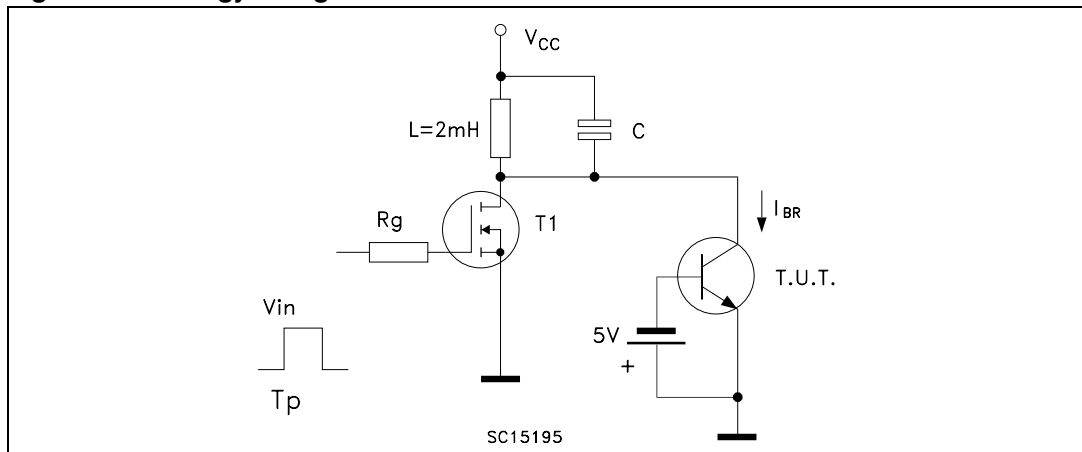 V_CC
L=2mH
C
Rg
T1
I_BR
T.U.T.
Vin
5V
+
Tp
SC15195